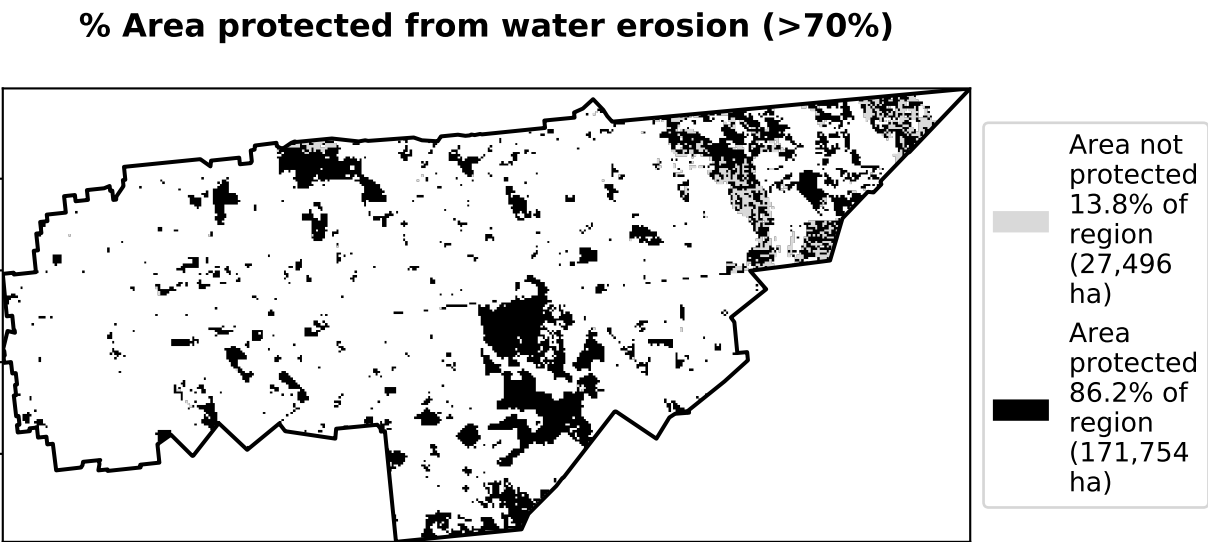 % Area protected from water erosion (>70%)
Area not
protected
13.8% of
region
(27,496
ha)
Area
protected
86.2% of
region
(171,754
ha)